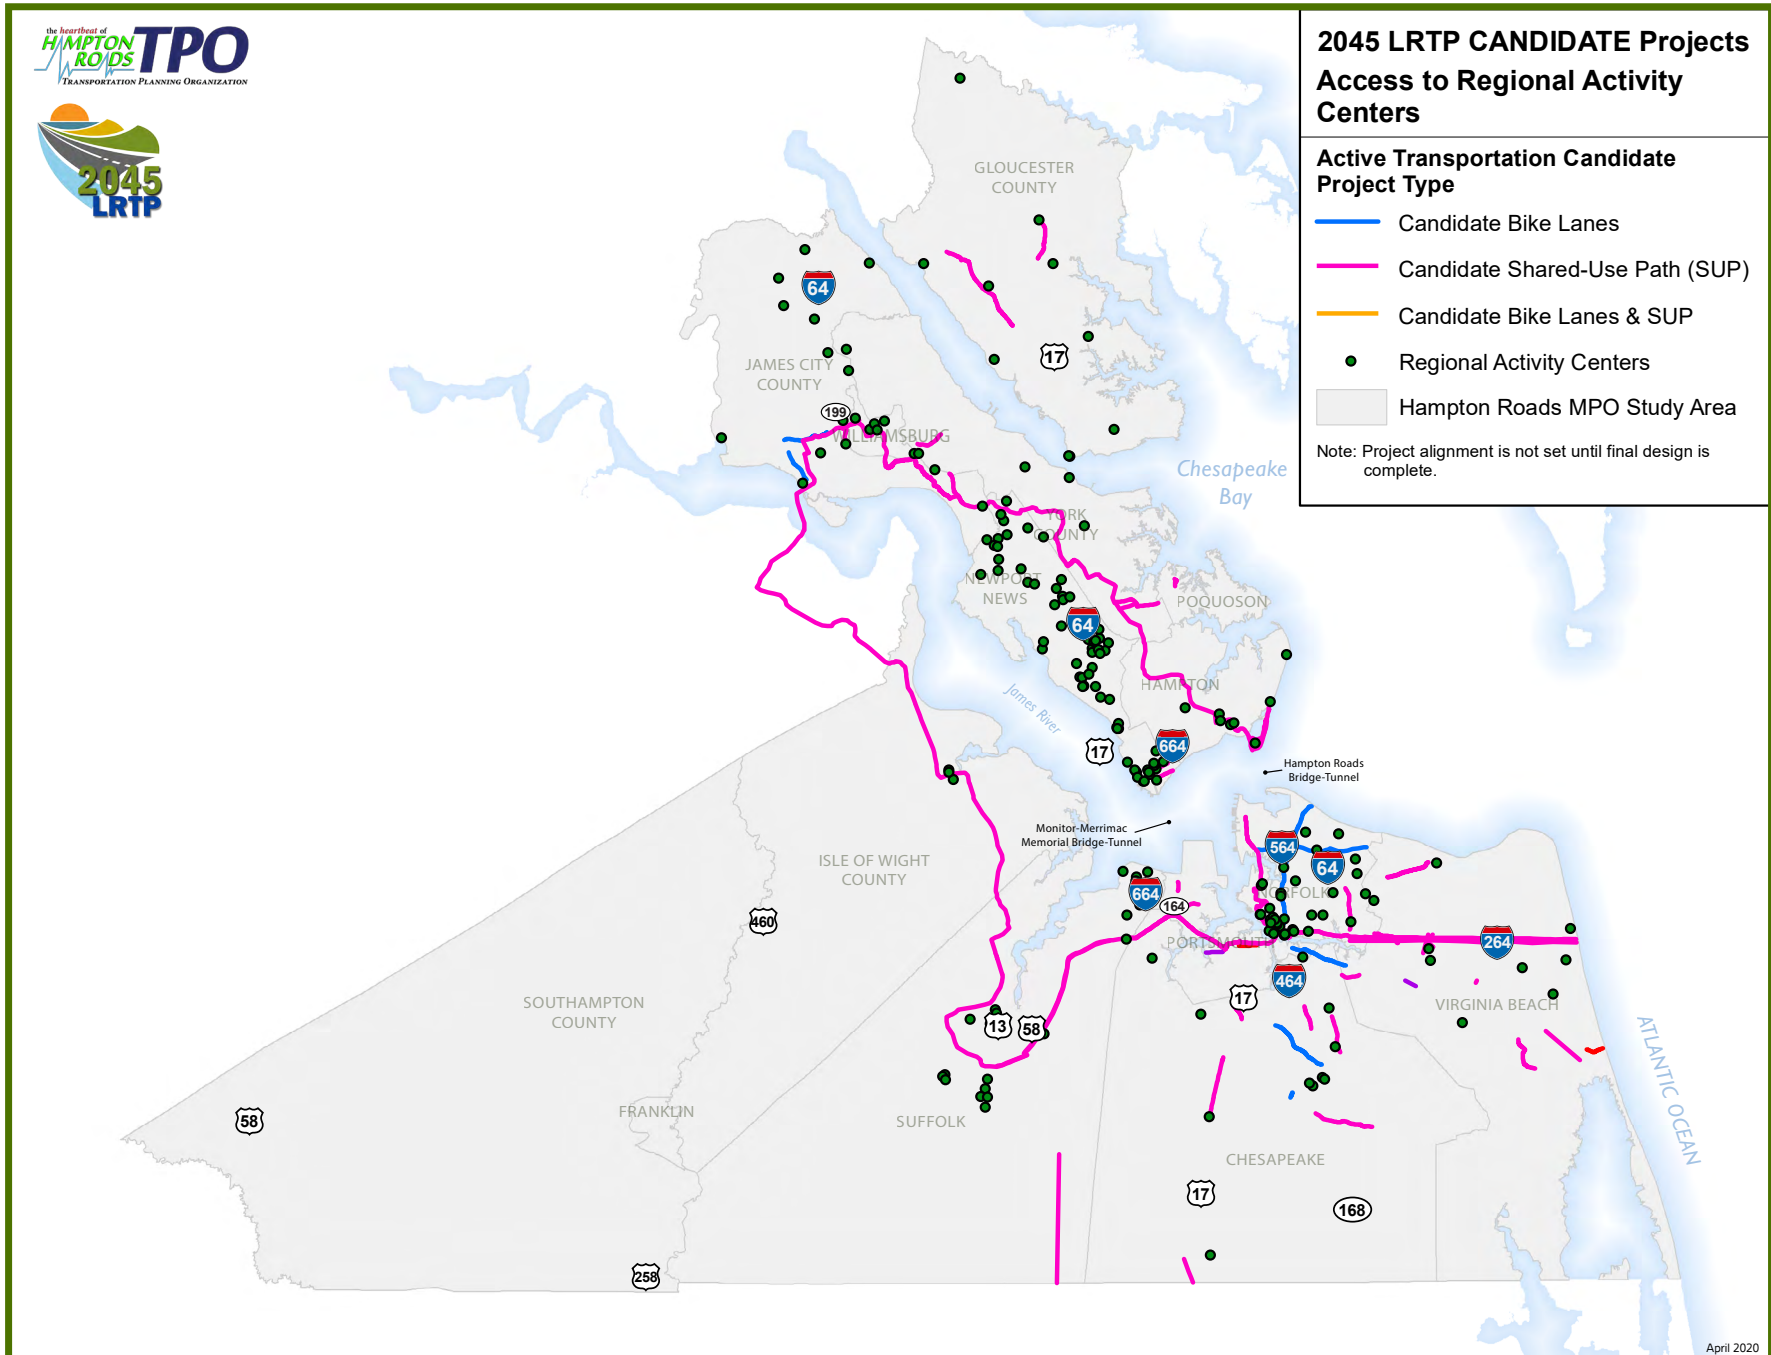 the heartbeat of
HAMPTON
ROADS
TPO
TRANSPORTATION PLANNING ORGANIZATION
2045
LRTP
2045 LRTP CANDIDATE Projects
Access to Regional Activity
Centers
Active Transportation Candidate
Project Type
Candidate Bike Lanes
Candidate Shared-Use Path (SUP)
Candidate Bike Lanes & SUP
Regional Activity Centers
Hampton Roads MPO Study Area
Note: Project alignment is not set until final design is
complete.
GLOUCESTER
COUNTY
64
17
JAMES CITY
COUNTY
199
WILLIAMSBURG
Chesapeake
Bay
YORK
COUNTY
NEWPORT
NEWS
POQUOSON
64
HAMPTON
James River
17
664
Hampton Roads
Bridge-Tunnel
Monitor-Merrimac
Memorial Bridge-Tunnel
564
64
ISLE OF WIGHT
COUNTY
664
164
NORFOLK
460
PORTSMOUTH
264
464
17
SOUTHAMPTON
COUNTY
13
58
VIRGINIA BEACH
ATLANTIC OCEAN
58
FRANKLIN
SUFFOLK
CHESAPEAKE
17
168
258
April 2020